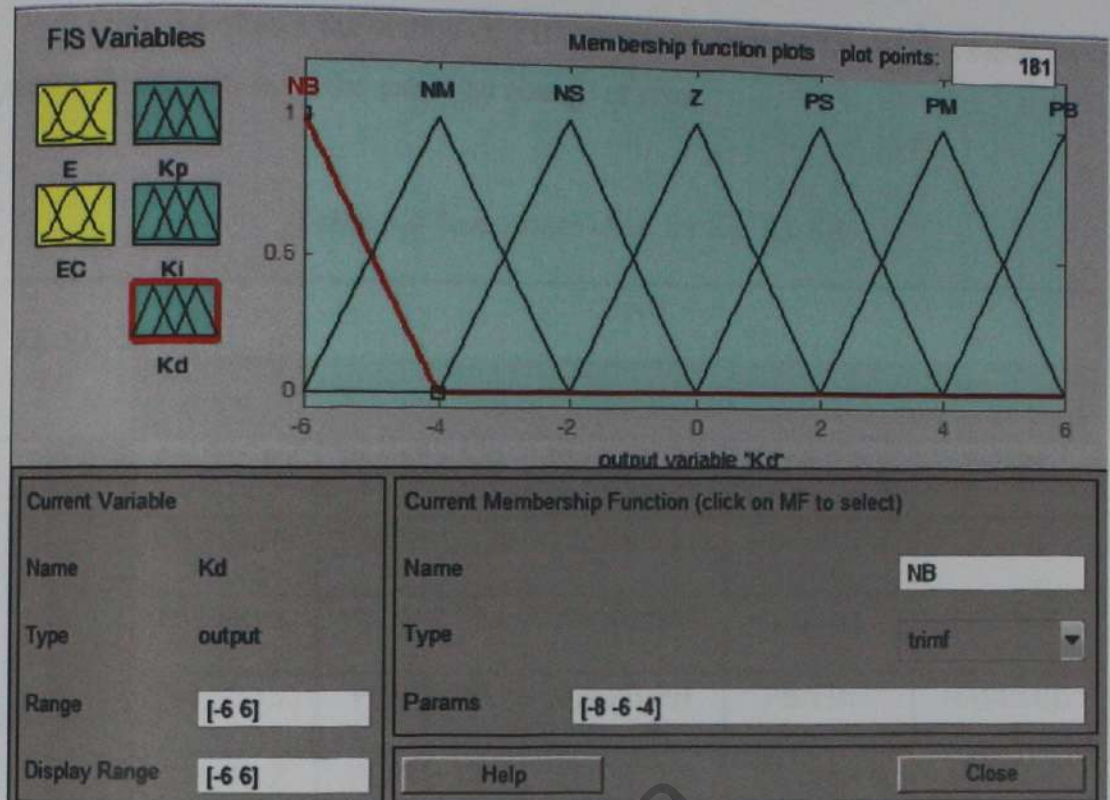 FIS Variables
Membership function plots plot points: 181
NB NM NS Z PS PM PB
1
E Kp
0.5
EC Ki
Kd
0
-6 -4 -2 0 2 4 6
output variable "Kd"
Current Variable
Name Kd
Type output
Range [-6 6]
Display Range [-6 6]
Current Membership Function (click on MF to select)
Name NB
Type trimf
Params [-8 -6 -4]
Help Close